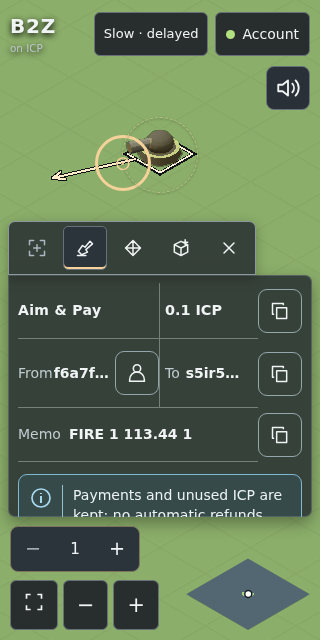 B2Z
on ICP
Slow · delayed
Account
Aim & Pay
0.1 ICP
From f6a7f...
To s5ir5...
Memo FIRE 1 113.44 1
Payments and unused ICP are
kept; no automatic refunds
− 1 +
− +